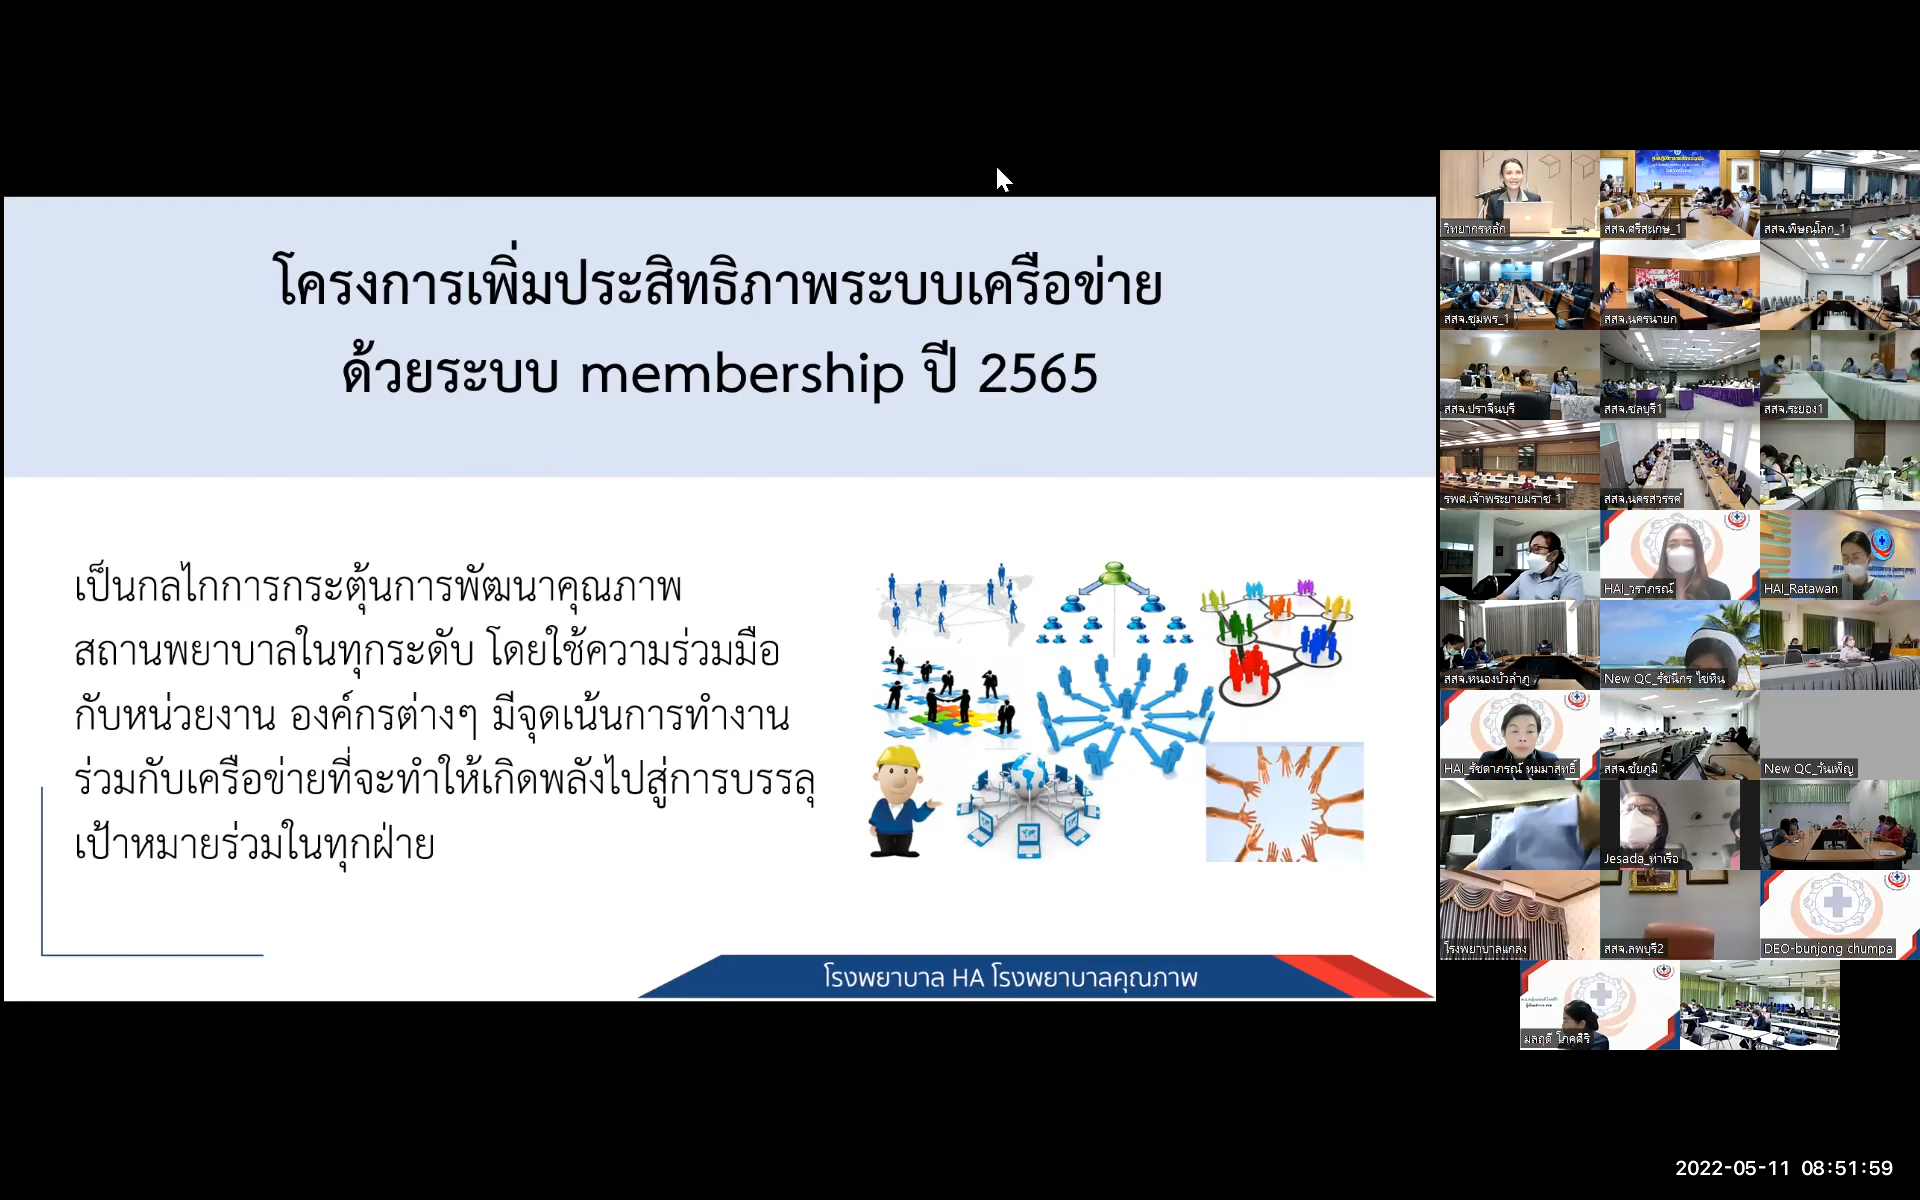 โครงการเพิ่มประสิทธิภาพระบบเครือข่าย
ด้วยระบบ membership ปี 2565
เป็นกลไกการกระตุ้นการพัฒนาคุณภาพ
สถานพยาบาลในทุกระดับ โดยใช้ความร่วมมือ
กับหน่วยงาน องค์กรต่างๆ มีจุดเน้นการทำงาน
ร่วมกับเครือข่ายที่จะทำให้เกิดพลังไปสู่การบรรลุ
เป้าหมายร่วมในทุกฝ่าย
โรงพยาบาล HA โรงพยาบาลคุณภาพ
วิทยากรหลัก
สสจ.ศรีสะเกษ_1
สสจ.พิษณุโลก_1
สสจ.ชุมพร_1
สสจ.นครนายก
สสจ.ปราจีนบุรี
สสจ.ชลบุรี1
สสจ.ระยอง1
รพศ.เจ้าพระยายมราช 1
สสจ.นครสวรรค์
HAI_วราภรณ์
HAI_Ratawan
สสจ.หนองบัวลำภู
New QC_รัชนีกร ไข่หิน
HAI_รัชดาภรณ์ ทุมมาสุทธิ์
สสจ.ชัยภูมิ
New QC_วันเพ็ญ
Jesada_ท่าเรือ
โรงพยาบาลแกลง
สสจ.ลพบุรี2
DEO-bunjong chumpa
มลฤดี โภคศิริ
2022-05-11 08:51:59